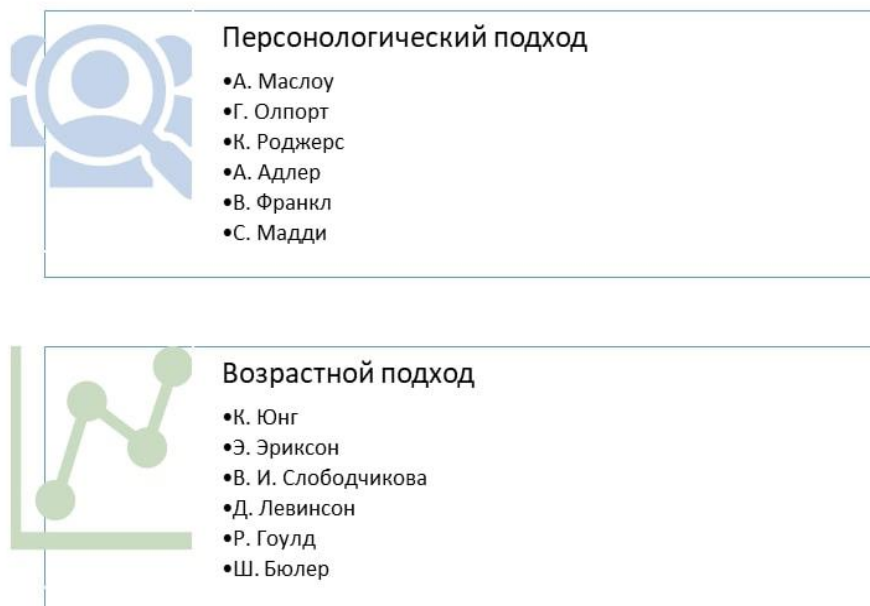 Персонологический подход
•А. Маслоу
•Г. Олпорт
•К. Роджерс
•А. Адлер
•В. Франкл
•С. Мадди
Возрастной подход
•К. Юнг
•Э. Эриксон
•В. И. Слободчикова
•Д. Левинсон
•Р. Гоулд
•Ш. Бюлер